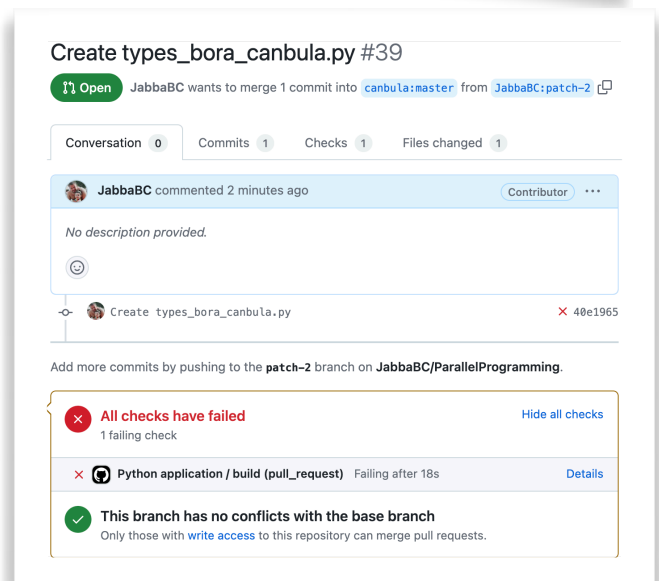 Create types_bora_canbula.py #39
Open JabbaBC wants to merge 1 commit into canbula:master from JabbaBC:patch-2
Conversation 0 Commits 1 Checks 1 Files changed 1
JabbaBC commented 2 minutes ago Contributor ...
No description provided.
Create types_bora_canbula.py 40e1965
Add more commits by pushing to the patch-2 branch on JabbaBC/ParallelProgramming.
All checks have failed Hide all checks
1 failing check
Python application / build (pull_request) Failing after 18s Details
This branch has no conflicts with the base branch
Only those with write access to this repository can merge pull requests.